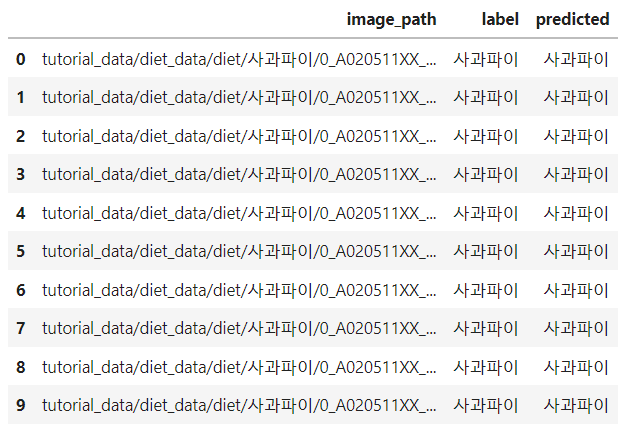 image_path label predicted
0 tutorial_data/diet_data/diet/사과파이/0_A020511XX_... 사과파이 사과파이
1 tutorial_data/diet_data/diet/사과파이/0_A020511XX_... 사과파이 사과파이
2 tutorial_data/diet_data/diet/사과파이/0_A020511XX_... 사과파이 사과파이
3 tutorial_data/diet_data/diet/사과파이/0_A020511XX_... 사과파이 사과파이
4 tutorial_data/diet_data/diet/사과파이/0_A020511XX_... 사과파이 사과파이
5 tutorial_data/diet_data/diet/사과파이/0_A020511XX_... 사과파이 사과파이
6 tutorial_data/diet_data/diet/사과파이/0_A020511XX_... 사과파이 사과파이
7 tutorial_data/diet_data/diet/사과파이/0_A020511XX_... 사과파이 사과파이
8 tutorial_data/diet_data/diet/사과파이/0_A020511XX_... 사과파이 사과파이
9 tutorial_data/diet_data/diet/사과파이/0_A020511XX_... 사과파이 사과파이